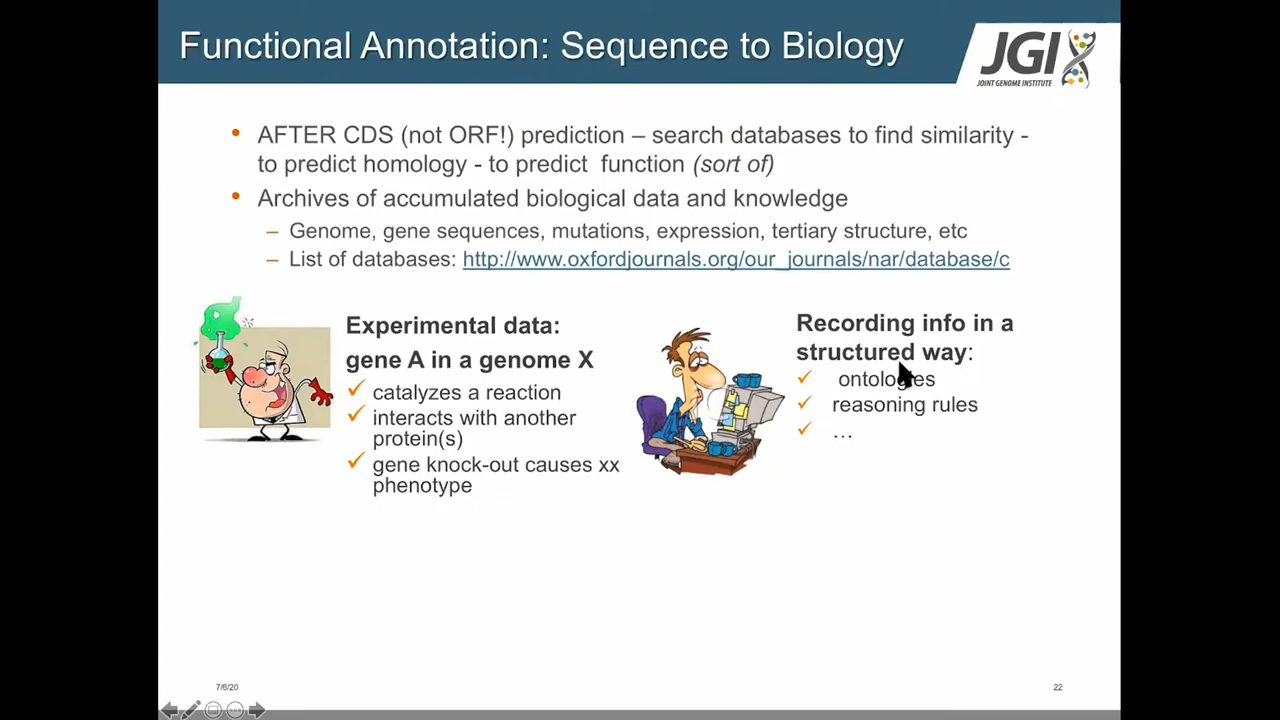 Functional Annotation: Sequence to Biology
JGI
JOINT GENOME INSTITUTE
• AFTER CDS (not ORF!) prediction – search databases to find similarity -
to predict homology - to predict function (sort of)
• Archives of accumulated biological data and knowledge
– Genome, gene sequences, mutations, expression, tertiary structure, etc
– List of databases: http://www.oxfordjournals.org/our_journals/nar/database/c
Experimental data:
gene A in a genome X
✓ catalyzes a reaction
✓ interacts with another
protein(s)
✓ gene knock-out causes xx
phenotype
Recording info in a
structured way:
✓ ontologies
✓ reasoning rules
✓ …
7/6/20
22